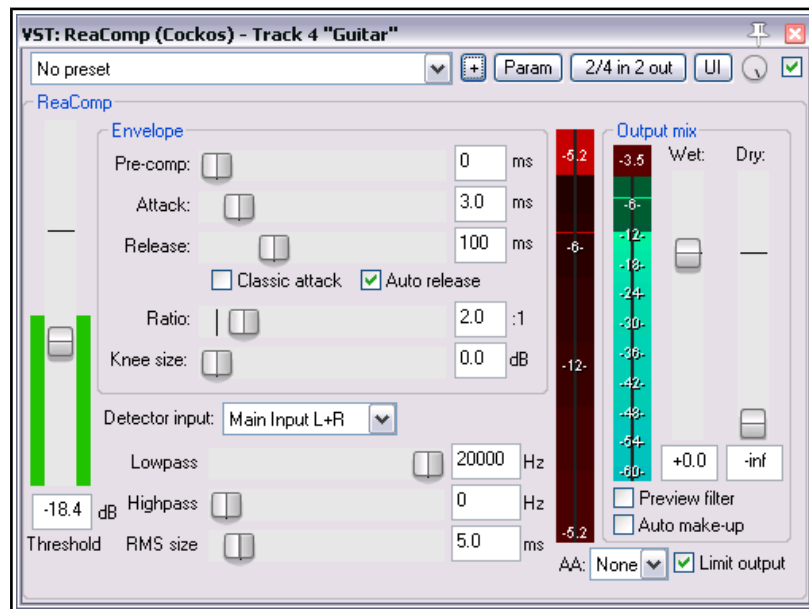 VST: ReaComp (Cockos) - Track 4 "Guitar"
No preset + Param 2/4 in 2 out UI
ReaComp
Envelope
Pre-comp: 0 ms
Attack: 3.0 ms
Release: 100 ms
Classic attack Auto release
Ratio: 2.0 :1
Knee size: 0.0 dB
Detector input: Main Input L+R
Lowpass 20000 Hz
Highpass 0 Hz
RMS size 5.0 ms
-18.4 dB
Threshold
-5.2
-6-
-12-
-5.2
Output mix
Wet: Dry:
-3.5
-6-
-12-
-18-
-24-
-30-
-36-
-42-
-48-
-54-
-60-
+0.0 -inf
Preview filter
Auto make-up
AA: None Limit output